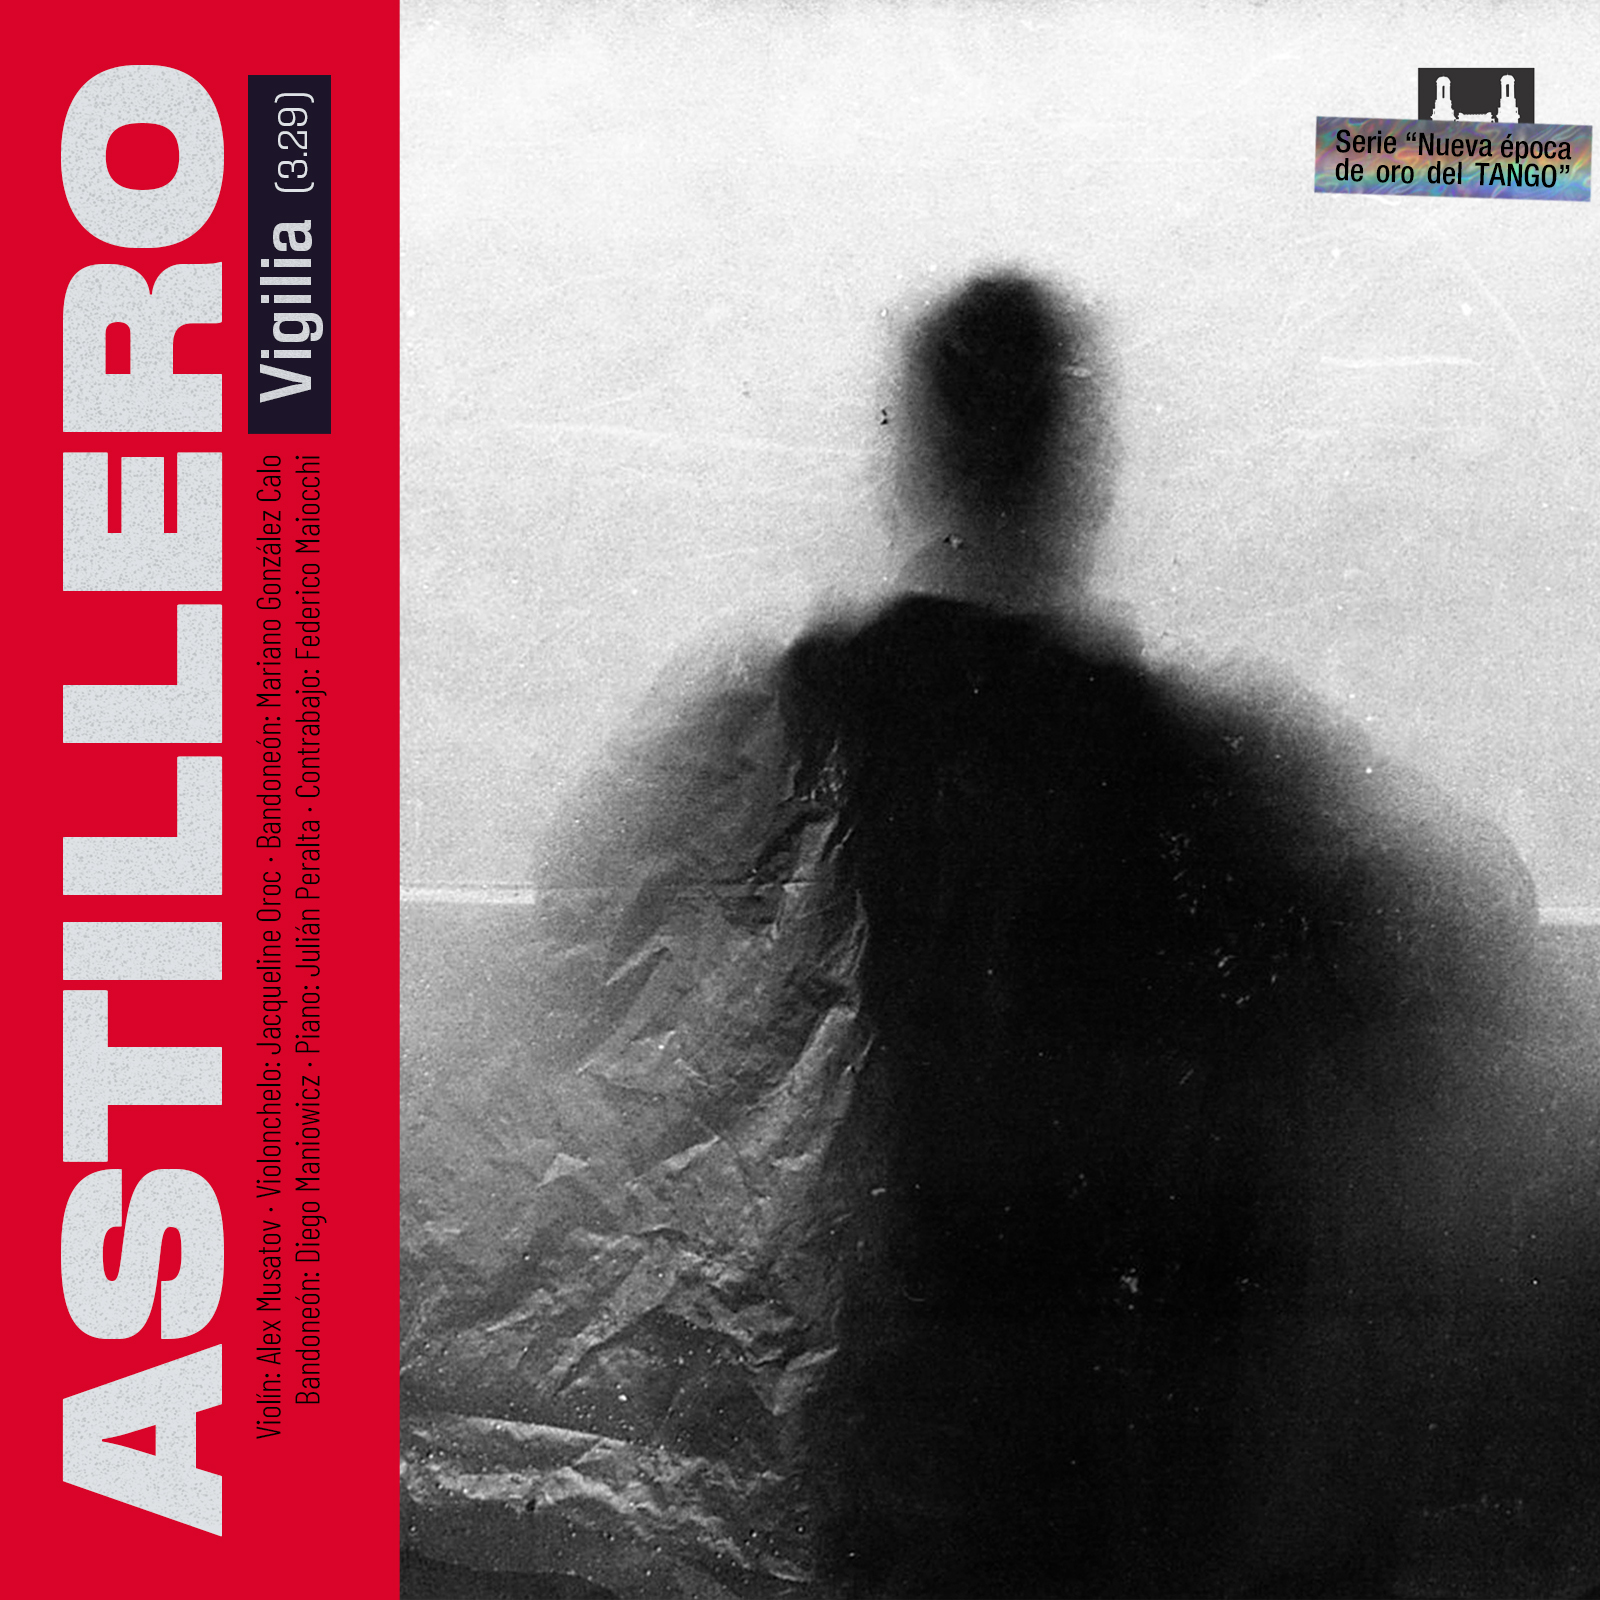 ASTILLERO
Vigilia (3.29)
Violín: Alex Musatov · Violonchelo: Jacqueline Oroc · Bandoneón: Mariano González Calo
Bandoneón: Diego Maniowicz · Piano: Julián Peralta · Contrabajo: Federico Maiocchi
Serie “Nueva época
de oro del TANGO”